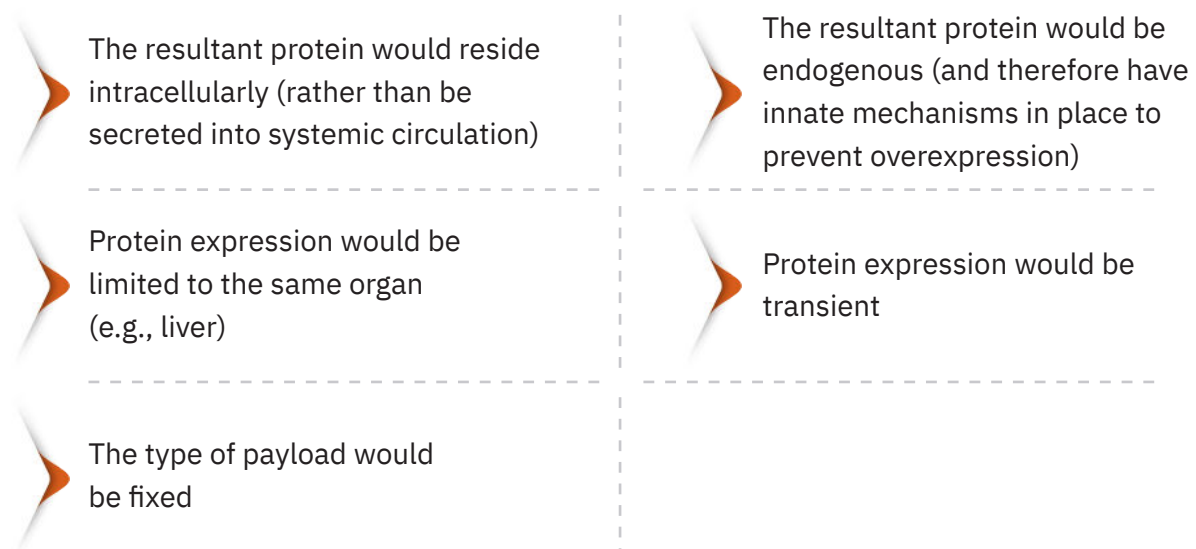 The resultant protein would reside
intracellularly (rather than be
secreted into systemic circulation)
The resultant protein would be
endogenous (and therefore have
innate mechanisms in place to
prevent overexpression)
Protein expression would be
limited to the same organ
(e.g., liver)
Protein expression would be
transient
The type of payload would
be fixed